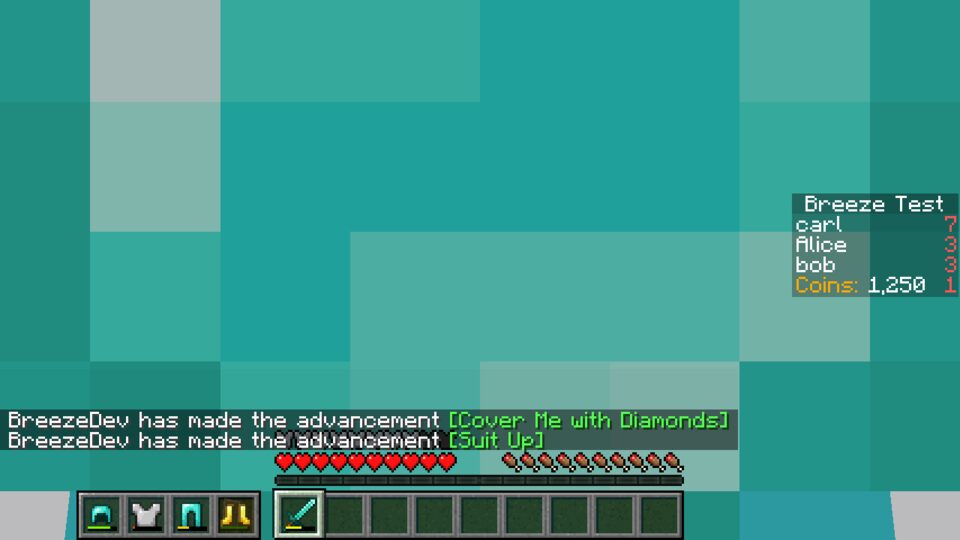 Breeze Test
carl 7
Alice 3
bob 3
Coins: 1,250 1
BreezeDev has made the advancement [Cover Me with Diamonds]
BreezeDev has made the advancement [Suit Up]